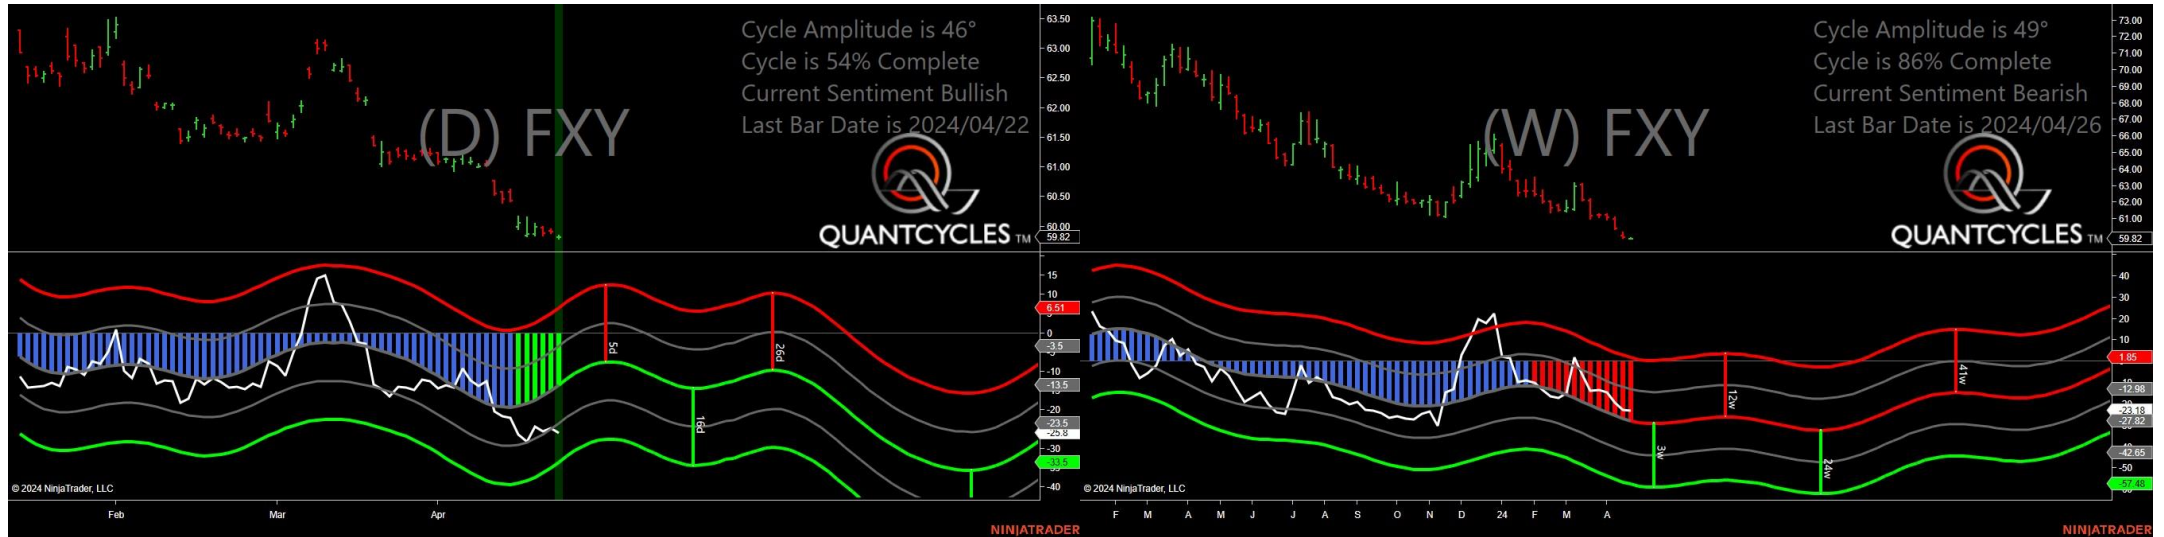 Cycle Amplitude is 46°
Cycle is 54% Complete
Current Sentiment Bullish
Last Bar Date is 2024/04/22
(D) FXY
QUANTCYCLES TM
63.50
63.00
62.50
62.00
61.50
61.00
60.50
60.00
59.82
15
10
6.51
0
-3.5
-5
-10
-13.5
-20
-23.5
-25.8
-30
-33.5
-40
5d
26d
16d
© 2024 NinjaTrader, LLC
Feb
Mar
Apr
NINJATRADER
Cycle Amplitude is 49°
Cycle is 86% Complete
Current Sentiment Bearish
Last Bar Date is 2024/04/26
(W) FXY
QUANTCYCLES TM
73.00
72.00
71.00
70.00
69.00
68.00
67.00
66.00
65.00
64.00
63.00
62.00
61.00
59.82
40
30
20
10
1.85
-12.98
-23.18
-27.82
-42.65
-50
-57.48
12w
41w
3w
24w
© 2024 NinjaTrader, LLC
F
M
A
M
J
J
A
S
O
N
D
24
F
M
A
NINJATRADER